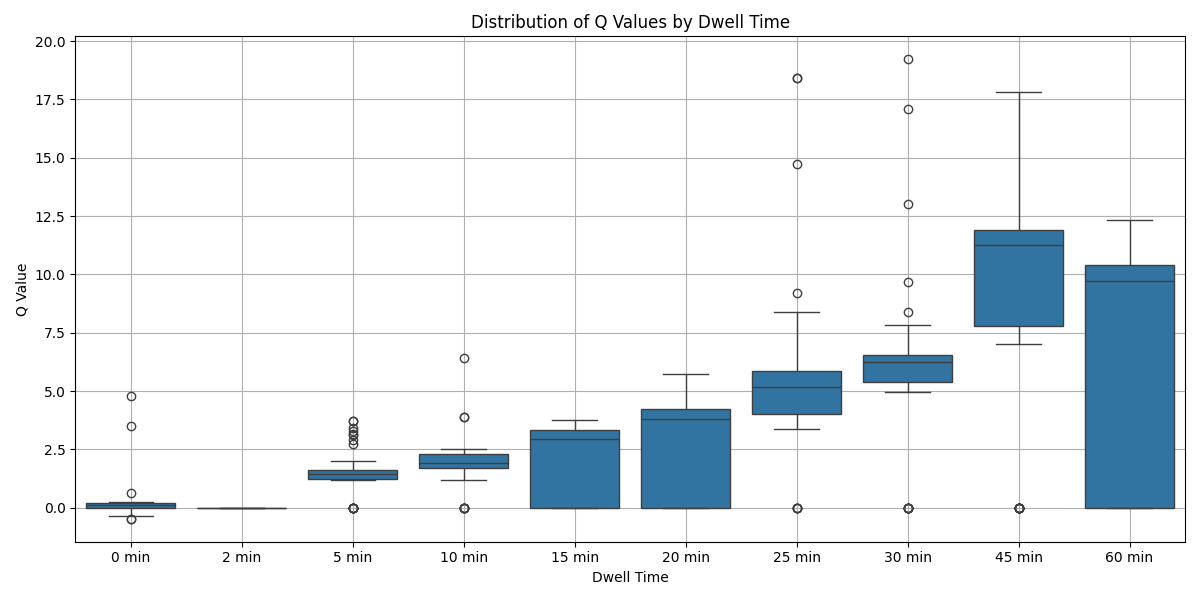 Distribution of Q Values by Dwell Time
20.0
17.5
15.0
12.5
10.0
7.5
5.0
2.5
0.0
Q Value
0 min 2 min 5 min 10 min 15 min 20 min 25 min 30 min 45 min 60 min
Dwell Time